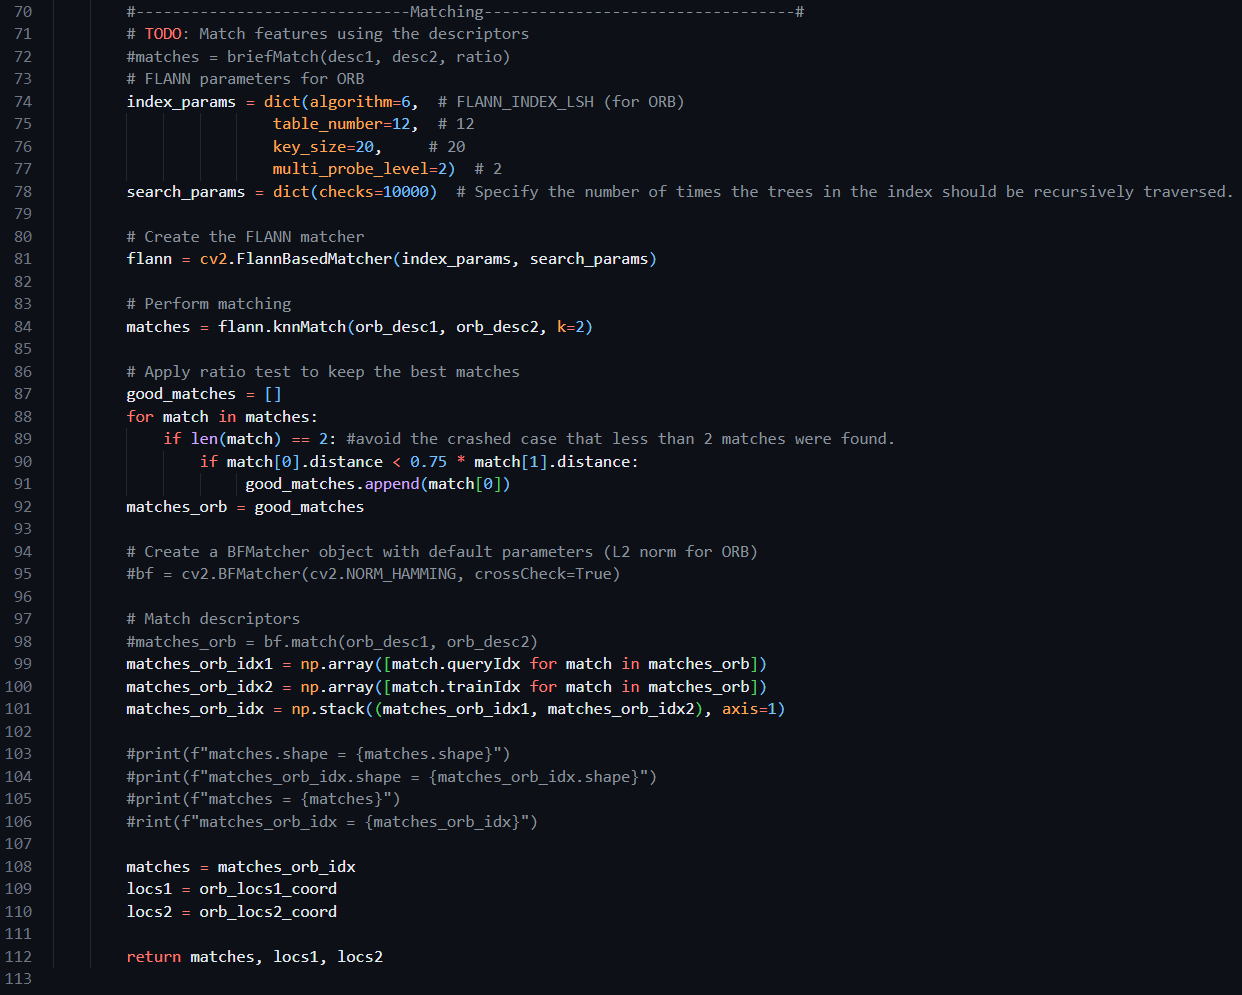 70 #------------------------------Matching----------------------------------#
71 # TODO: Match features using the descriptors
72 #matches = briefMatch(desc1, desc2, ratio)
73 # FLANN parameters for ORB
74 index_params = dict(algorithm=6,  # FLANN_INDEX_LSH (for ORB)
75                 table_number=12,  # 12
76                 key_size=20,     # 20
77                 multi_probe_level=2)  # 2
78 search_params = dict(checks=10000)  # Specify the number of times the trees in the index should be recursively traversed.
79
80 # Create the FLANN matcher
81 flann = cv2.FlannBasedMatcher(index_params, search_params)
82
83 # Perform matching
84 matches = flann.knnMatch(orb_desc1, orb_desc2, k=2)
85
86 # Apply ratio test to keep the best matches
87 good_matches = []
88 for match in matches:
89     if len(match) == 2: #avoid the crashed case that less than 2 matches were found.
90         if match[0].distance < 0.75 * match[1].distance:
91             good_matches.append(match[0])
92 matches_orb = good_matches
93
94 # Create a BFMatcher object with default parameters (L2 norm for ORB)
95 #bf = cv2.BFMatcher(cv2.NORM_HAMMING, crossCheck=True)
96
97 # Match descriptors
98 #matches_orb = bf.match(orb_desc1, orb_desc2)
99 matches_orb_idx1 = np.array([match.queryIdx for match in matches_orb])
100 matches_orb_idx2 = np.array([match.trainIdx for match in matches_orb])
101 matches_orb_idx = np.stack((matches_orb_idx1, matches_orb_idx2), axis=1)
102
103 #print(f"matches.shape = {matches.shape}")
104 #print(f"matches_orb_idx.shape = {matches_orb_idx.shape}")
105 #print(f"matches = {matches}")
106 #rint(f"matches_orb_idx = {matches_orb_idx}")
107
108 matches = matches_orb_idx
109 locs1 = orb_locs1_coord
110 locs2 = orb_locs2_coord
111
112 return matches, locs1, locs2
113